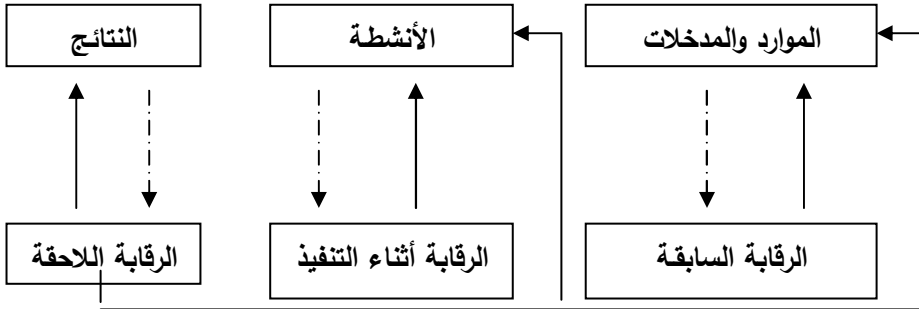 الموارد والمدخلات
الأنشطة
النتائج
الرقابة السابقة
الرقابة أثناء التنفيذ
الرقابة اللاحقة